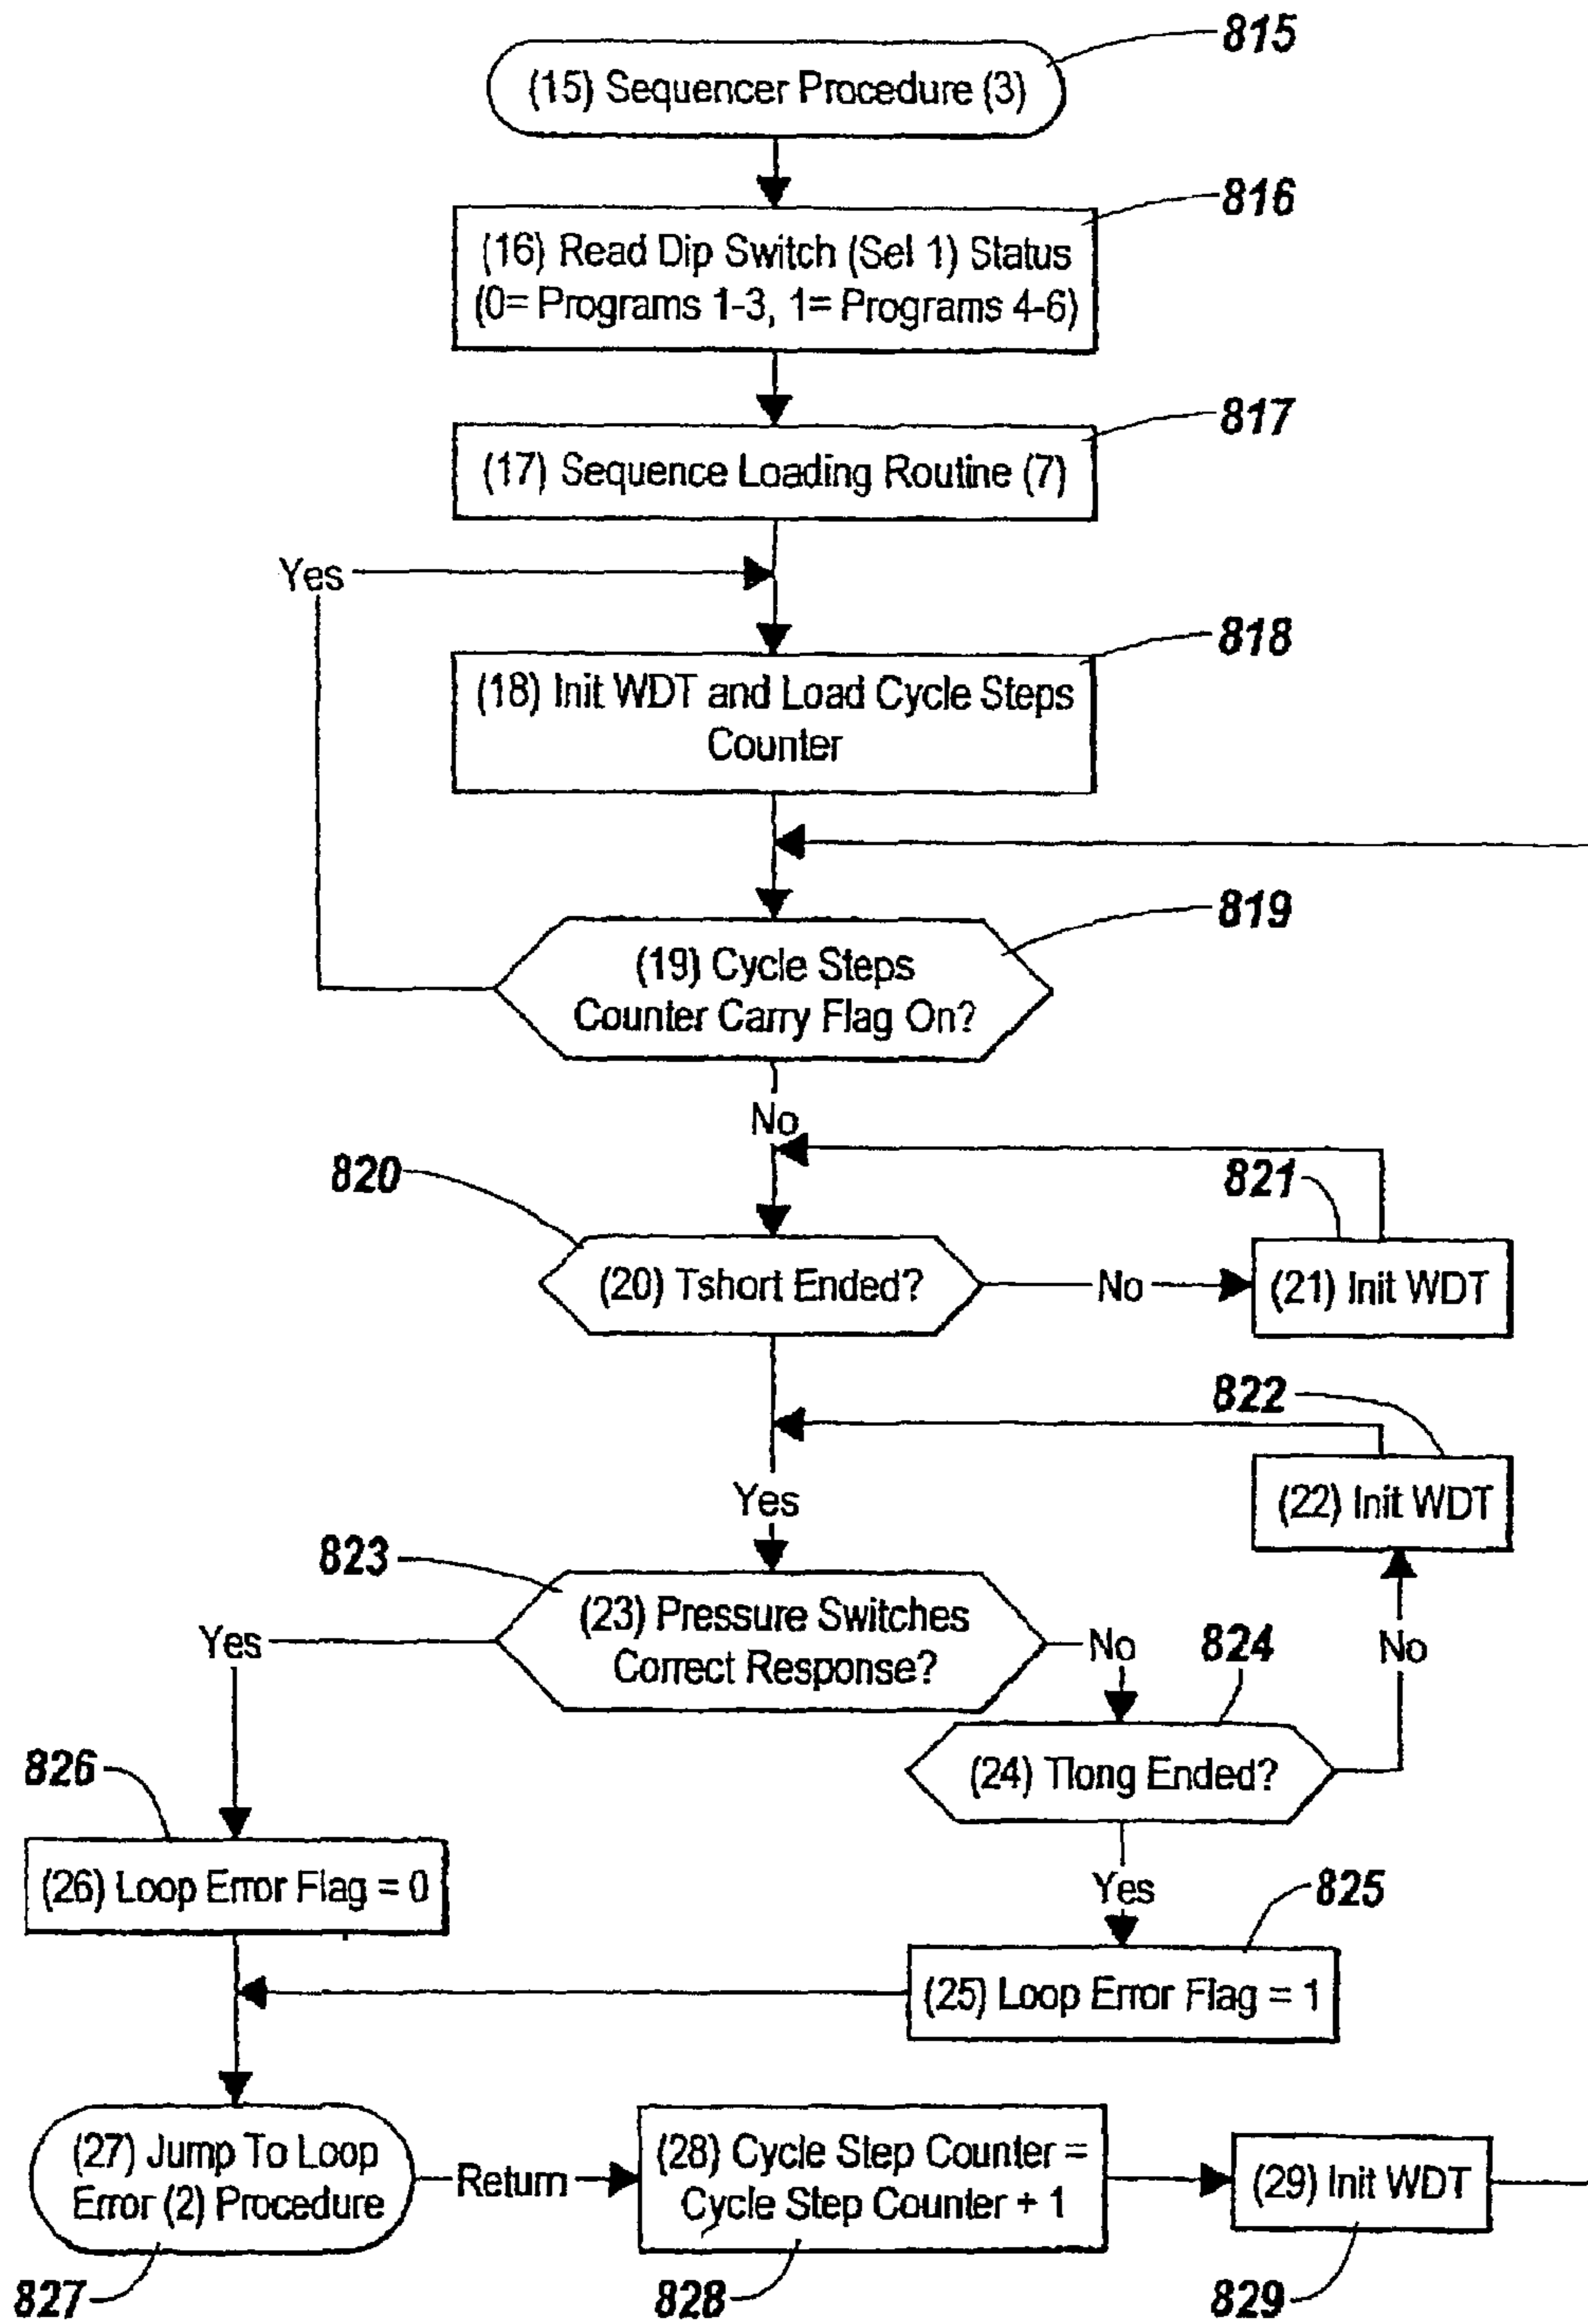 815
(15) Sequencer Procedure (3)
816
(16) Read Dip Switch (Sel 1) Status
(0= Programs 1-3, 1= Programs 4-6)
817
(17) Sequence Loading Routine (7)
Yes
818
(18) Init WDT and Load Cycle Steps
Counter
819
(19) Cycle Steps
Counter Carry Flag On?
No
820
821
(20) Tshort Ended?
No
(21) Init WDT
822
Yes
(22) Init WDT
823
(23) Pressure Switches
Correct Response?
Yes
No
824
No
(24) Tlong Ended?
826
(26) Loop Error Flag = 0
Yes
825
(25) Loop Error Flag = 1
(27) Jump To Loop
Error (2) Procedure
Return
(28) Cycle Step Counter =
Cycle Step Counter + 1
(29) Init WDT
827
828
829